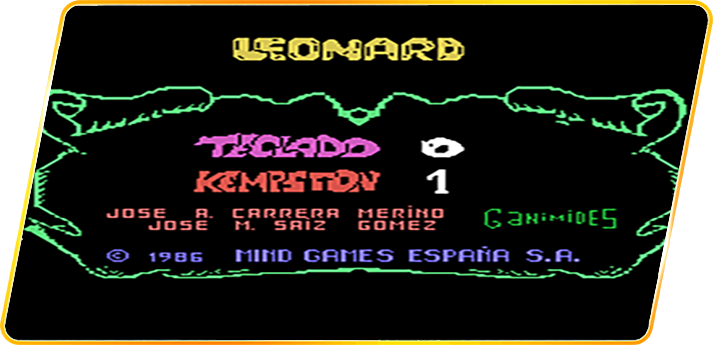 LEONARD
TECLADO 0
KEMPSTON 1
JOSE A. CARRERA MERINO
JOSE M. SAIZ GOMEZ
GANIMIDES
© 1986 MIND GAMES ESPAÑA S.A.